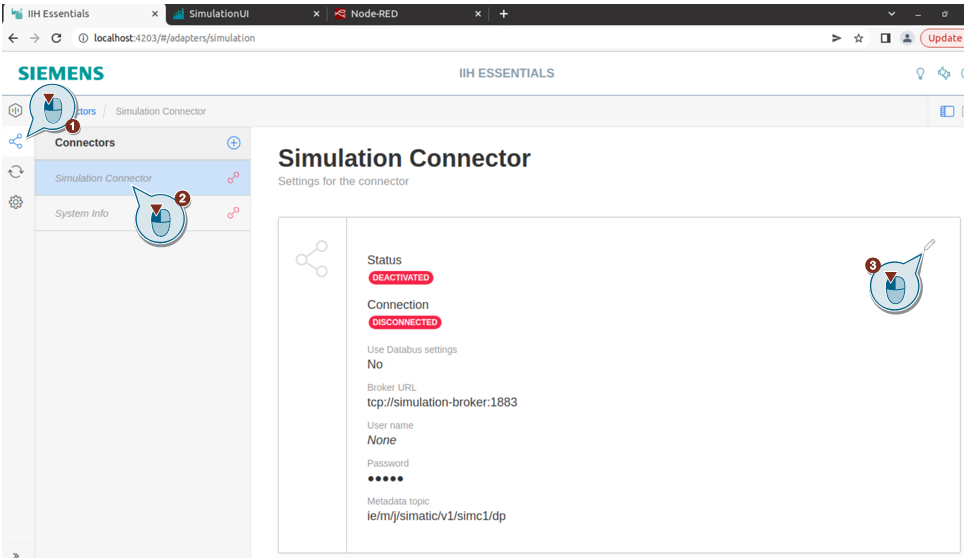 IIH Essentials
SimulationUI
Node-RED
localhost:4203/#/adapters/simulation
Update
SIEMENS
IIH ESSENTIALS
ctors / Simulation Connector
1
Connectors
Simulation Connector
2
System Info
Simulation Connector
Settings for the connector
3
Status
DEACTIVATED
Connection
DISCONNECTED
Use Databus settings
No
Broker URL
tcp://simulation-broker:1883
User name
None
Password
•••••
Metadata topic
ie/m/j/simatic/v1/simc1/dp